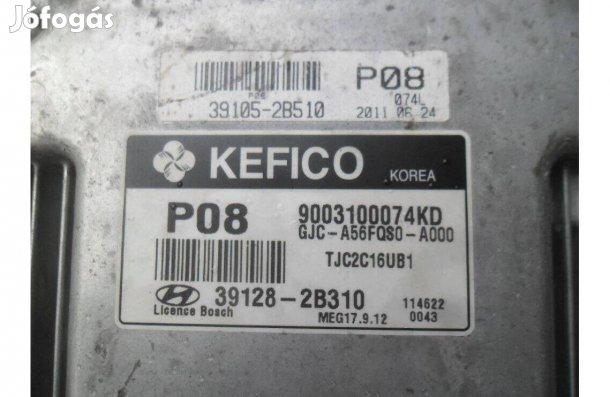 Jófogás
P08
39105-2B510
P08
074L
2011 06 24
KEFICO KOREA
P08
9003100074KD
GJC-A56FQS0-A000
TJC2C16UB1
39128-2B310
114622
Licence Bosch
MEG17.9.12
0043